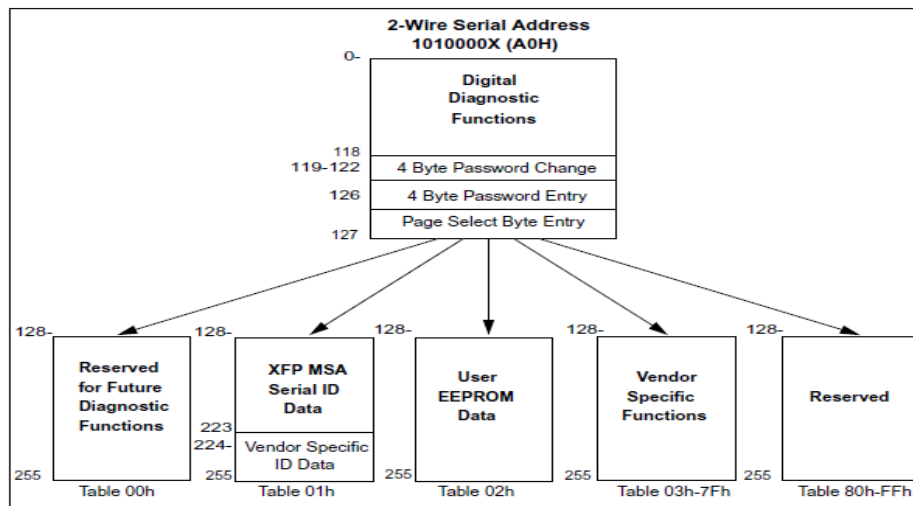 2-Wire Serial Address
1010000X (A0H)
0-
Digital
Diagnostic
Functions
118
119-122 4 Byte Password Change
126 4 Byte Password Entry
Page Select Byte Entry
127
128- 128- 128- 128- 128-
Reserved
for Future
Diagnostic
Functions
255
Table 00h
XFP MSA
Serial ID
Data
223
224- Vendor Specific
ID Data
255
Table 01h
User
EEPROM
Data
255
Table 02h
Vendor
Specific
Functions
255
Table 03h-7Fh
Reserved
255
Table 80h-FFh